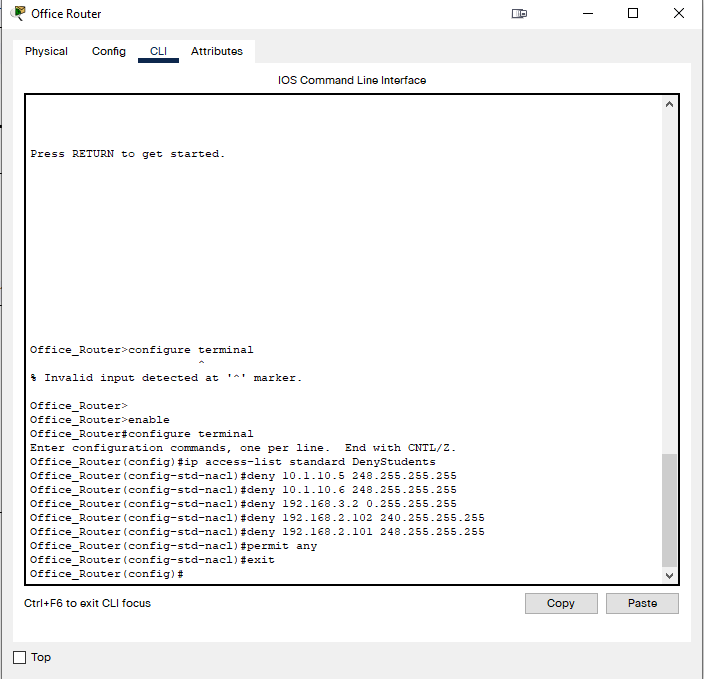 Office Router
Physical Config CLI Attributes
IOS Command Line Interface
Press RETURN to get started.
Office_Router>configure terminal
^
% Invalid input detected at '^' marker.
Office_Router>
Office_Router>enable
Office_Router#configure terminal
Enter configuration commands, one per line.  End with CNTL/Z.
Office_Router(config)#ip access-list standard DenyStudents
Office_Router(config-std-nacl)#deny 10.1.10.5 248.255.255.255
Office_Router(config-std-nacl)#deny 10.1.10.6 248.255.255.255
Office_Router(config-std-nacl)#deny 192.168.3.2 0.255.255.255
Office_Router(config-std-nacl)#deny 192.168.2.102 240.255.255.255
Office_Router(config-std-nacl)#deny 192.168.2.101 248.255.255.255
Office_Router(config-std-nacl)#permit any
Office_Router(config-std-nacl)#exit
Office_Router(config)#
Ctrl+F6 to exit CLI focus
Copy Paste
Top